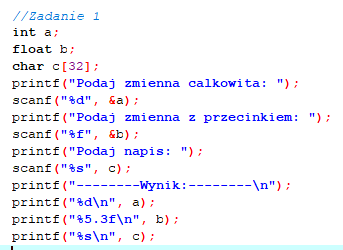 //Zadanie 1
int a;
float b;
char c[32];
printf("Podaj zmienna calkowita: ");
scanf("%d", &a);
printf("Podaj zmienna z przecinkiem: ");
scanf("%f", &b);
printf("Podaj napis: ");
scanf("%s", c);
printf("--------Wynik:--------\n");
printf("%d\n", a);
printf("%5.3f\n", b);
printf("%s\n", c);